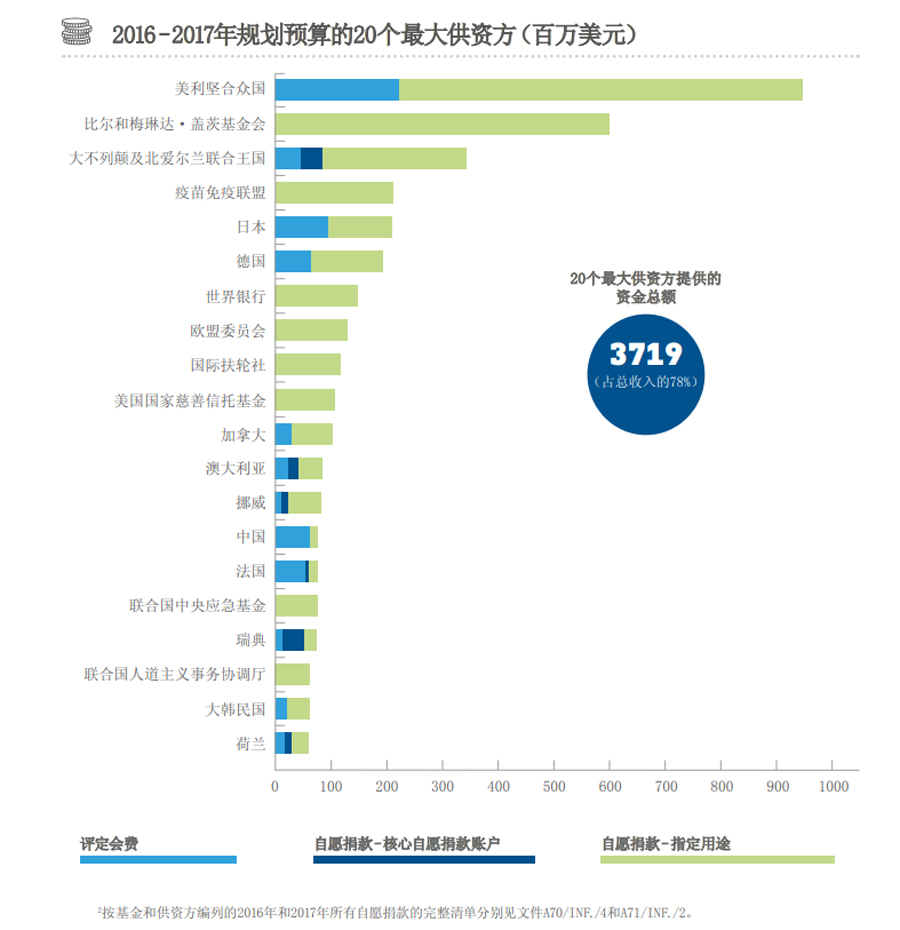 2016-2017年规划预算的20个最大供资方（百万美元）
美利坚合众国
比尔和梅琳达·盖茨基金会
大不列颠及北爱尔兰联合王国
疫苗免疫联盟
日本
德国
世界银行
欧盟委员会
国际扶轮社
美国国家慈善信托基金
加拿大
澳大利亚
挪威
中国
法国
联合国中央应急基金
瑞典
联合国人道主义事务协调厅
大韩民国
荷兰
0 100 200 300 400 500 600 700 800 900 1000
20个最大供资方提供的
资金总额
3719
（占总收入的78%）
评定会费
自愿捐款-核心自愿捐款账户
自愿捐款-指定用途
²按基金和供资方编列的2016年和2017年所有自愿捐款的完整清单分别见文件A70/INF./4和A71/INF./2。